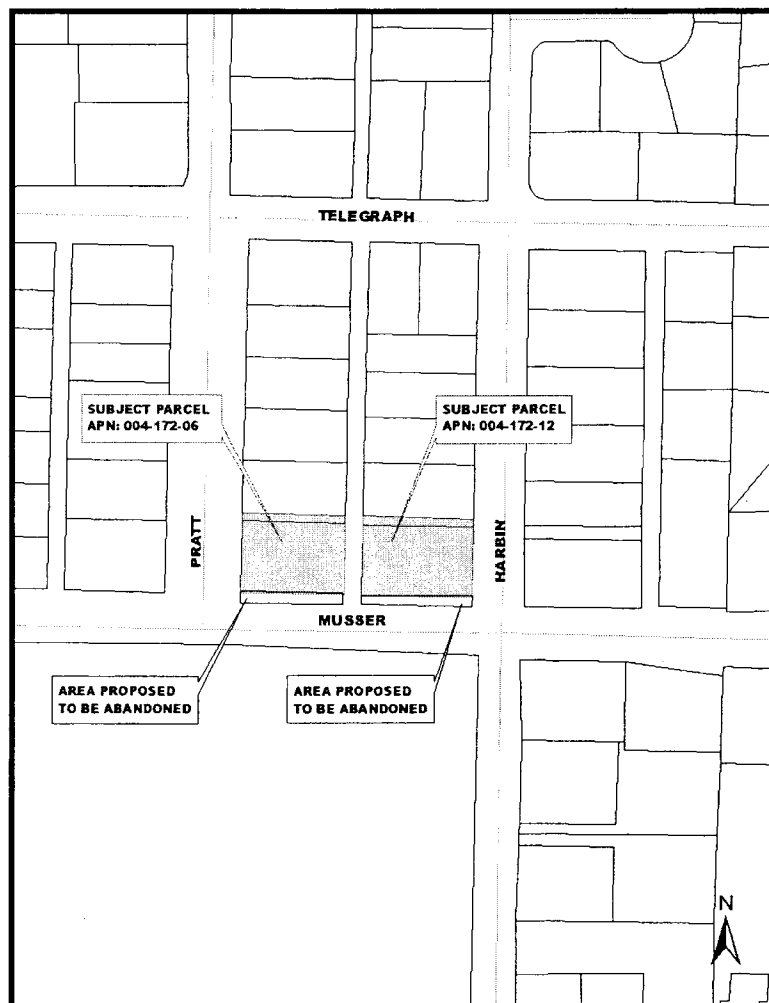 TELEGRAPH
SUBJECT PARCEL
APN: 004-172-06
SUBJECT PARCEL
APN: 004-172-12
PRATT
HARBIN
MUSSER
AREA PROPOSED
TO BE ABANDONED
AREA PROPOSED
TO BE ABANDONED
N